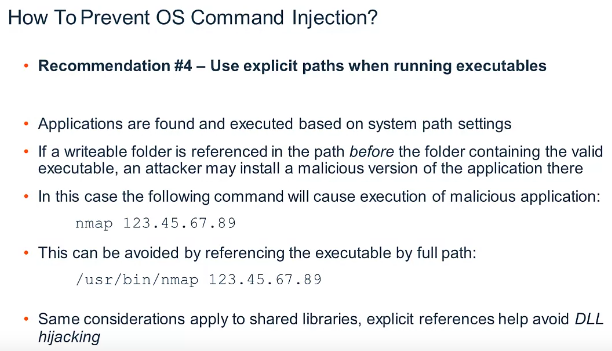 How To Prevent OS Command Injection?
• Recommendation #4 – Use explicit paths when running executables
• Applications are found and executed based on system path settings
• If a writeable folder is referenced in the path before the folder containing the valid
executable, an attacker may install a malicious version of the application there
• In this case the following command will cause execution of malicious application:
nmap 123.45.67.89
• This can be avoided by referencing the executable by full path:
/usr/bin/nmap 123.45.67.89
• Same considerations apply to shared libraries, explicit references help avoid DLL
hijacking